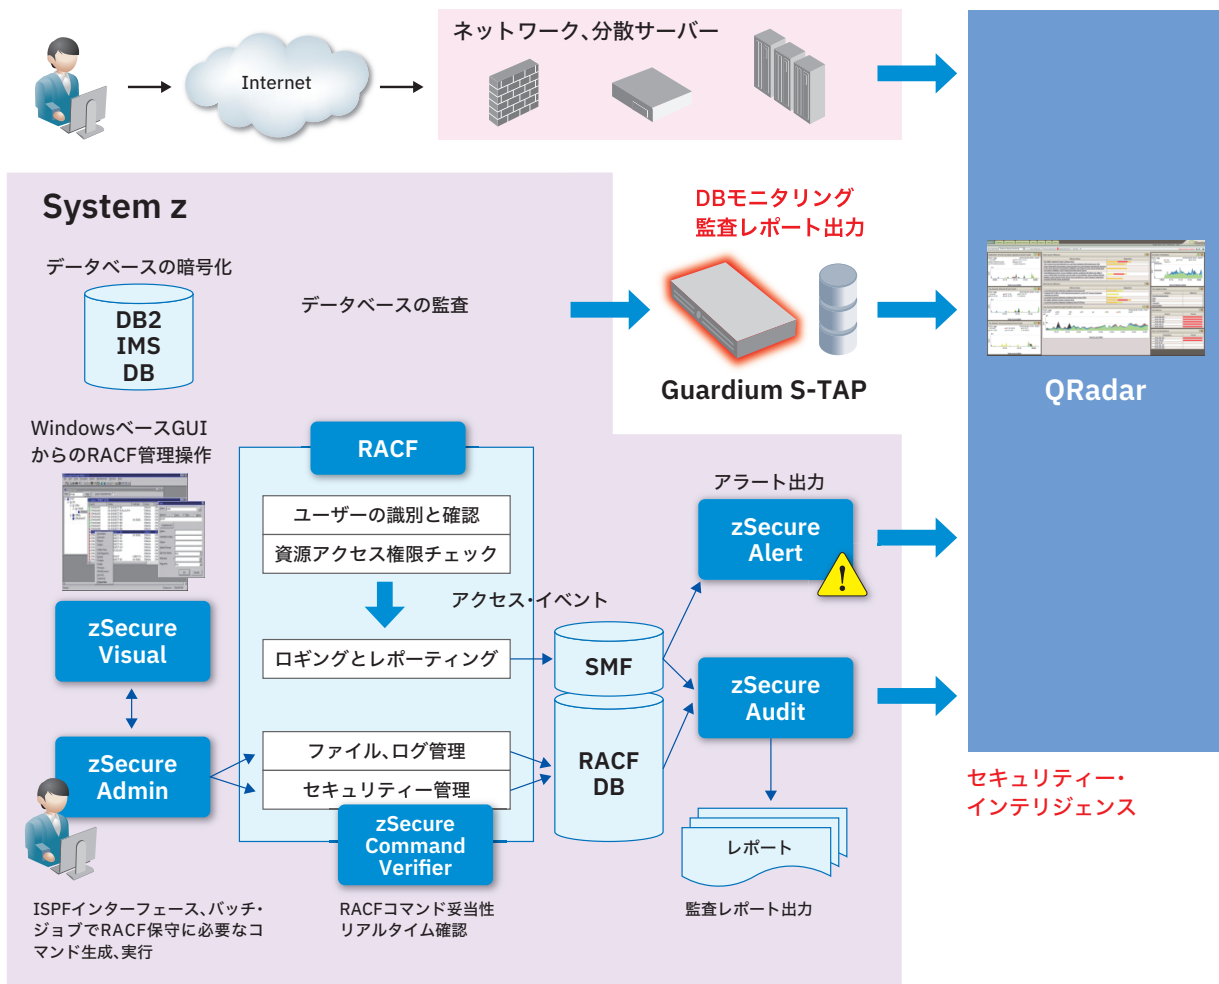 Internet
ネットワーク、分散サーバー
System z
データベースの暗号化
DB2
IMS
DB
データベースの監査
DBモニタリング
監査レポート出力
Guardium S-TAP
QRadar
WindowsベースGUI
からのRACF管理操作
RACF
ユーザーの識別と確認
資源アクセス権限チェック
アクセス・イベント
ロギングとレポーティング
ファイル、ログ管理
セキュリティー管理
zSecure
Visual
zSecure
Admin
zSecure
Command
Verifier
SMF
RACF
DB
アラート出力
zSecure
Alert
zSecure
Audit
レポート
セキュリティー・
インテリジェンス
ISPFインターフェース、バッチ・
ジョブでRACF保守に必要なコ
マンド生成、実行
RACFコマンド妥当性
リアルタイム確認
監査レポート出力